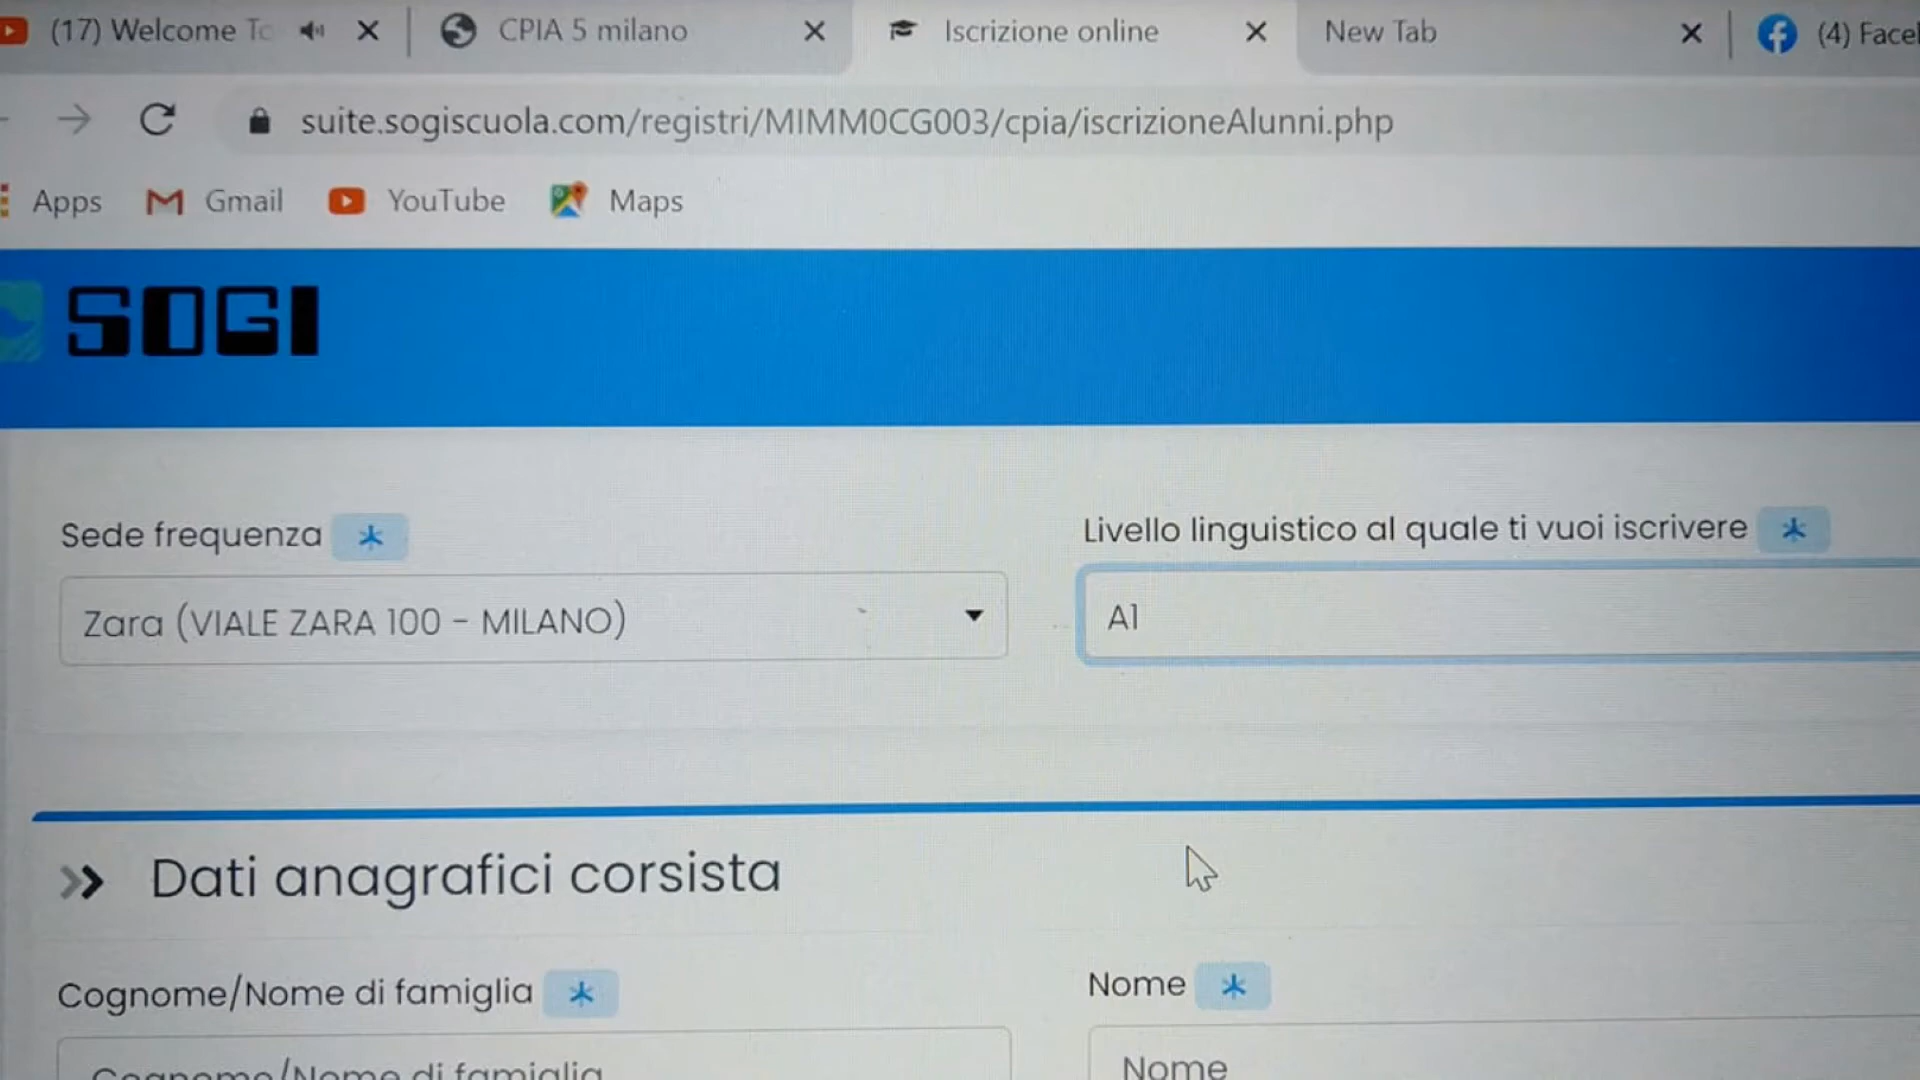 (17) Welcome To CPIA 5 milano Iscrizione online New Tab (4) Face
suite.sogiscuola.com/registri/MIMM0CG003/cpia/iscrizioneAlunni.php
Apps Gmail YouTube Maps
SOGI
Sede frequenza * Livello linguistico al quale ti vuoi iscrivere *
Zara (VIALE ZARA 100 - MILANO) A1
Dati anagrafici corsista
Cognome/Nome di famiglia * Nome *
Cognome/Nome di famiglia Nome